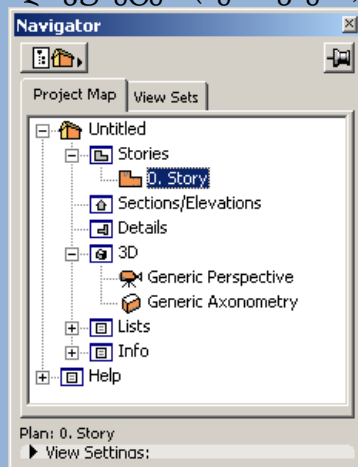 Navigator
Project Map View Sets
Untitled
Stories
0. Story
Sections/Elevations
Details
3D
Generic Perspective
Generic Axonometry
Lists
Info
Help
Plan: 0. Story
View Settings: